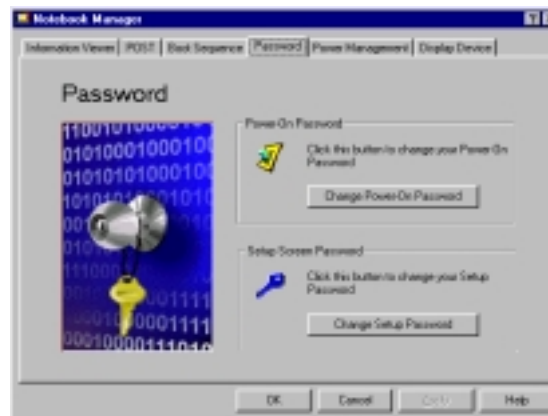 Notebook Manager
Information Viewer POST Boot Sequence Password Power Management Display Device
Password
Power-On Password
Click this button to change your Power-On
Password
Change Power-On Password
Setup Screen Password
Click this button to change your Setup
Password
Change Setup Password
OK Cancel Apply Help